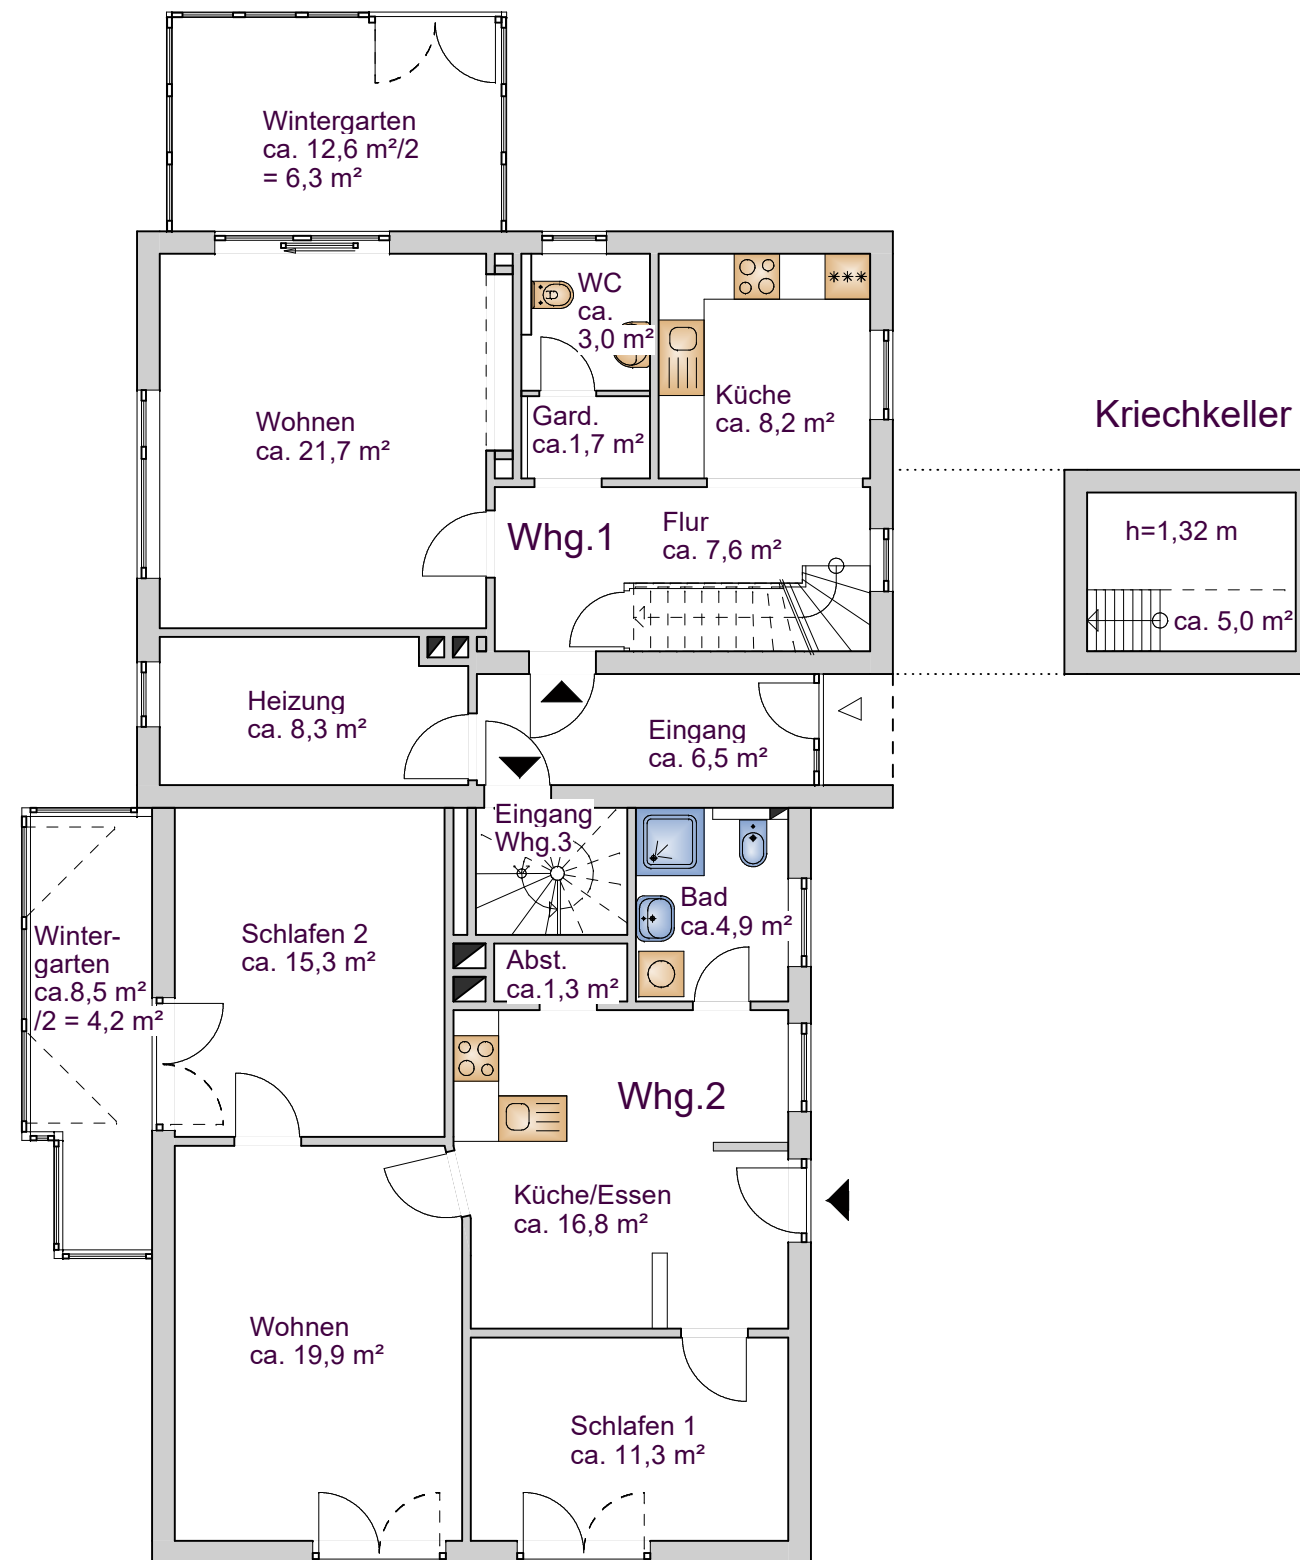 Wintergarten
ca. 12,6 m²/2
= 6,3 m²
WC
ca.
3,0 m²
Küche
ca. 8,2 m²
Wohnen
ca. 21,7 m²
Gard.
ca.1,7 m²
Kriechkeller
Whg.1
Flur
ca. 7,6 m²
h=1,32 m
ca. 5,0 m²
Heizung
ca. 8,3 m²
Eingang
ca. 6,5 m²
Eingang
Whg.3
Bad
ca.4,9 m²
Winter-
garten
ca.8,5 m²
/2 = 4,2 m²
Schlafen 2
ca. 15,3 m²
Abst.
ca.1,3 m²
Whg.2
Küche/Essen
ca. 16,8 m²
Wohnen
ca. 19,9 m²
Schlafen 1
ca. 11,3 m²